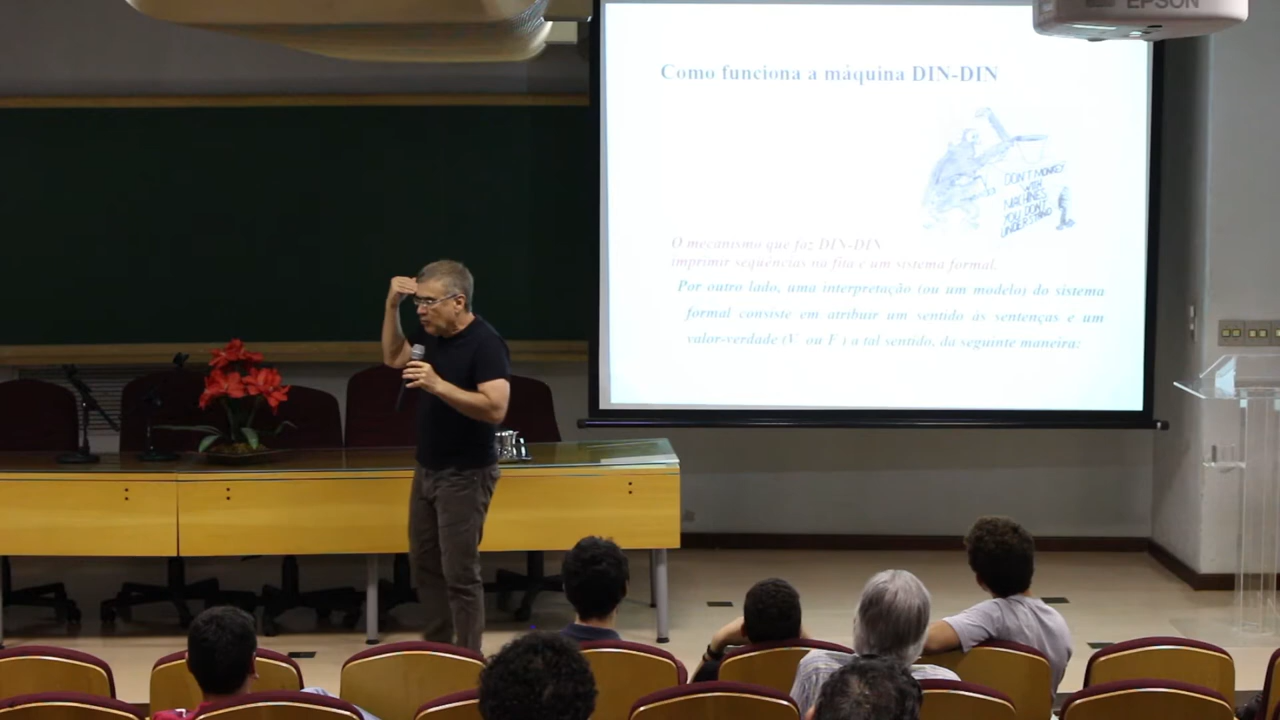 EPSON
Como funciona a máquina DIN-DIN
DON'T MONKEY
WITH
MACHINES
YOU DON'T
UNDERSTAND
O mecanismo que faz DIN-DIN
imprimir sequências na fita é um sistema formal.
Por outro lado, uma interpretação (ou um modelo) do sistema
formal consiste em atribuir um sentido às sentenças e um
valor-verdade (V ou F ) a tal sentido, da seguinte maneira: